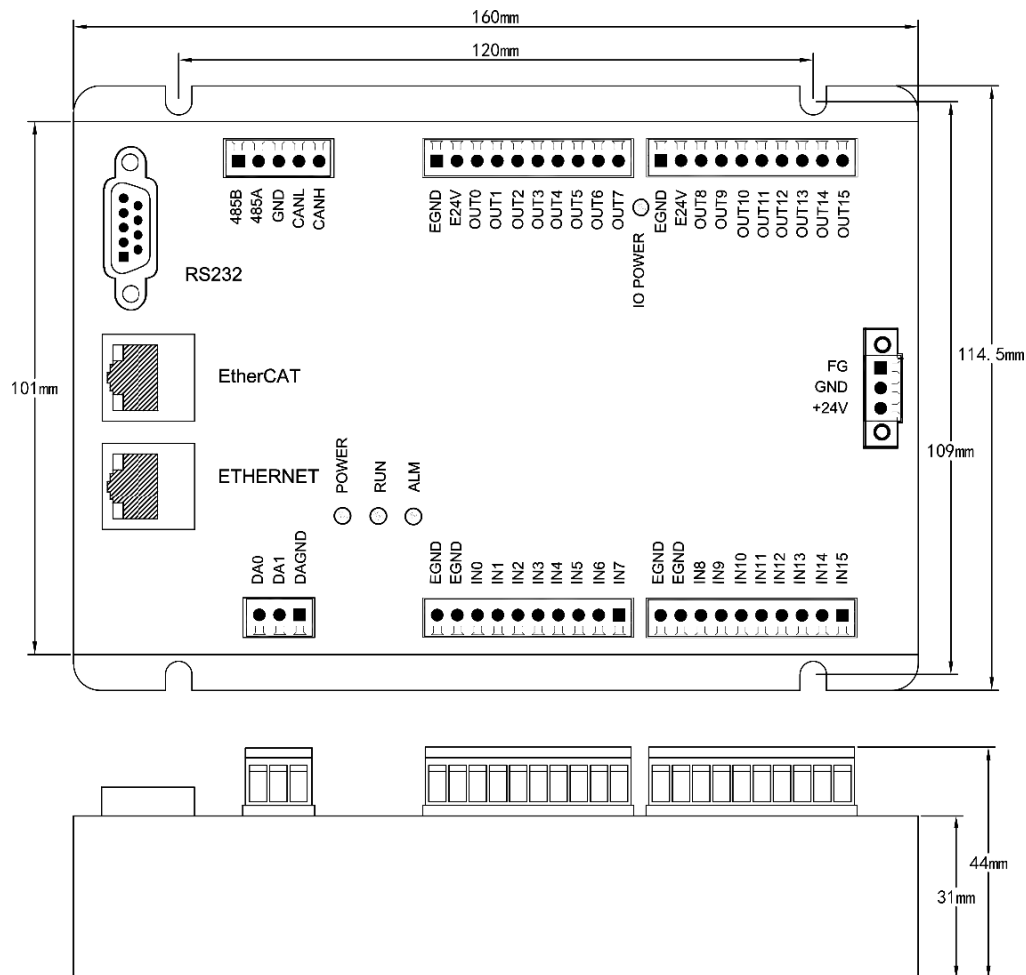 160mm
120mm
485B
485A
GND
CANL
CANH
EGND
E24V
OUT0
OUT1
OUT2
OUT3
OUT4
OUT5
OUT6
OUT7
IO POWER
EGND
E24V
OUT8
OUT9
OUT10
OUT11
OUT12
OUT13
OUT14
OUT15
RS232
EtherCAT
ETHERNET
101mm
FG
GND
+24V
114.5mm
109mm
POWER
RUN
ALM
DA0
DA1
DAGND
EGND
EGND
IN0
IN1
IN2
IN3
IN4
IN5
IN6
IN7
EGND
EGND
IN8
IN9
IN10
IN11
IN12
IN13
IN14
IN15
44mm
31mm